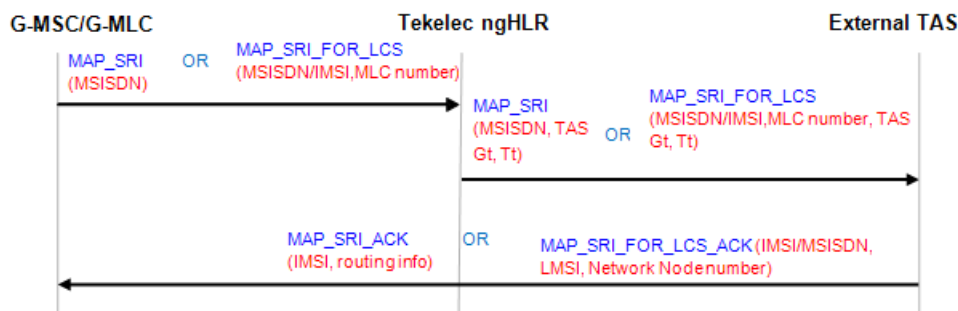 G-MSC/G-MLC
Tekelec ngHLR
External TAS
MAP_SRI
(MSISDN)
OR
MAP_SRI_FOR_LCS
(MSISDN/IMSI,MLC number)
MAP_SRI
(MSISDN, TAS
Gt, Tt)
OR
MAP_SRI_FOR_LCS
(MSISDN/IMSI,MLC number, TAS
Gt, Tt)
MAP_SRI_ACK
(IMSI, routing info)
OR
MAP_SRI_FOR_LCS_ACK (IMSI/MSISDN,
LMSI, Network Node number)